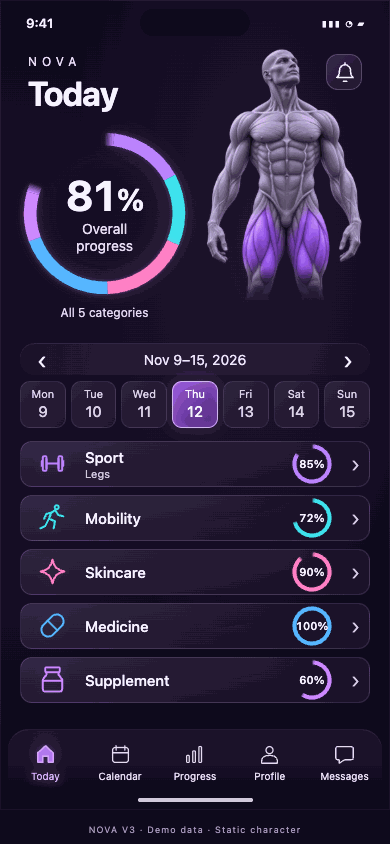 9:41
NOVA
Today
81%
Overall
progress
All 5 categories
Nov 9–15, 2026
Mon Tue Wed Thu Fri Sat Sun
9 10 11 12 13 14 15
Sport
Legs
85%
Mobility
72%
Skincare
90%
Medicine
100%
Supplement
60%
Today Calendar Progress Profile Messages
NOVA V3 · Demo data · Static character